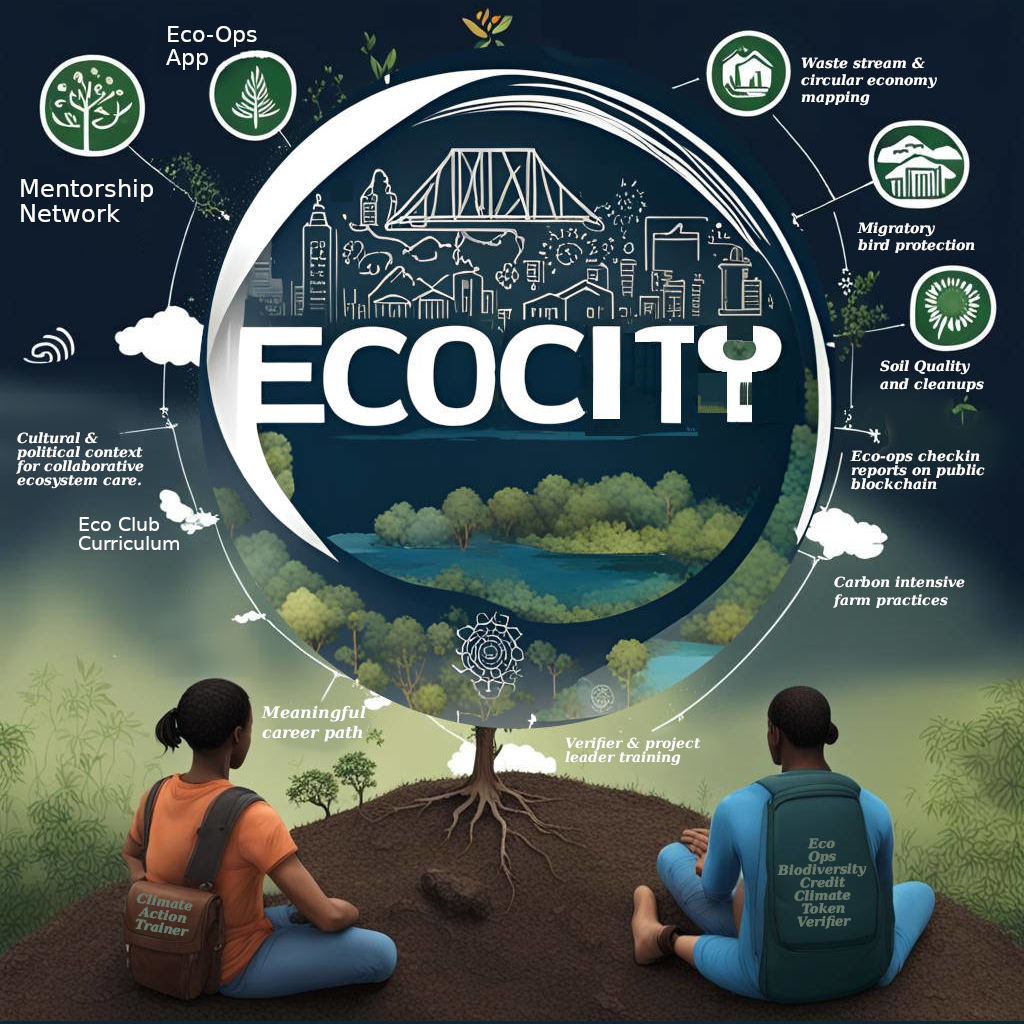 Eco-Ops
App
Mentorship
Network
Waste stream &
circular economy
mapping
Migratory
bird protection
ECOCITY
Soil Quality
and cleanups
Cultural &
political context
for collaborative
ecosystem care.
Eco-ops checkin
reports on public
blockchain
Eco Club
Curriculum
Carbon intensive
farm practices
Meaningful
career path
Verifier & project
leader training
Climate
Action
Trainer
Eco
Ops
Biodiversity
Credit
Climate
Token
Verifier